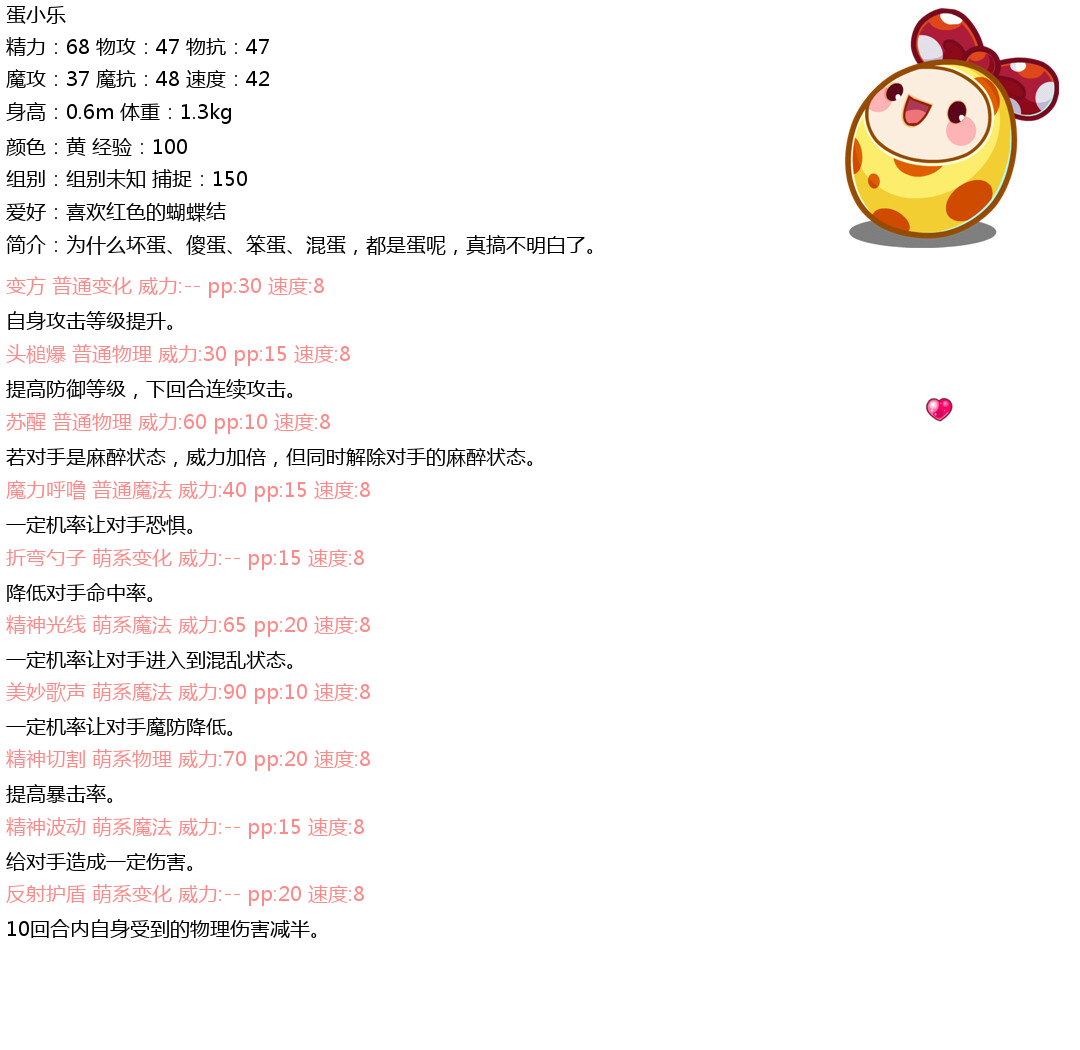 蛋小乐
精力：68 物攻：47 物抗：47
魔攻：37 魔抗：48 速度：42
身高：0.6m 体重：1.3kg
颜色：黄 经验：100
组别：组别未知 捕捉：150
爱好：喜欢红色的蝴蝶结
简介：为什么坏蛋、傻蛋、笨蛋、混蛋，都是蛋呢，真搞不明白了。
变方 普通变化 威力:-- pp:30 速度:8
自身攻击等级提升。
头槌爆 普通物理 威力:30 pp:15 速度:8
提高防御等级，下回合连续攻击。
苏醒 普通物理 威力:60 pp:10 速度:8
若对手是麻醉状态，威力加倍，但同时解除对手的麻醉状态。
魔力呼噜 普通魔法 威力:40 pp:15 速度:8
一定机率让对手恐惧。
折弯勺子 萌系变化 威力:-- pp:15 速度:8
降低对手命中率。
精神光线 萌系魔法 威力:65 pp:20 速度:8
一定机率让对手进入到混乱状态。
美妙歌声 萌系魔法 威力:90 pp:10 速度:8
一定机率让对手魔防降低。
精神切割 萌系物理 威力:70 pp:20 速度:8
提高暴击率。
精神波动 萌系魔法 威力:-- pp:15 速度:8
给对手造成一定伤害。
反射护盾 萌系变化 威力:-- pp:20 速度:8
10回合内自身受到的物理伤害减半。